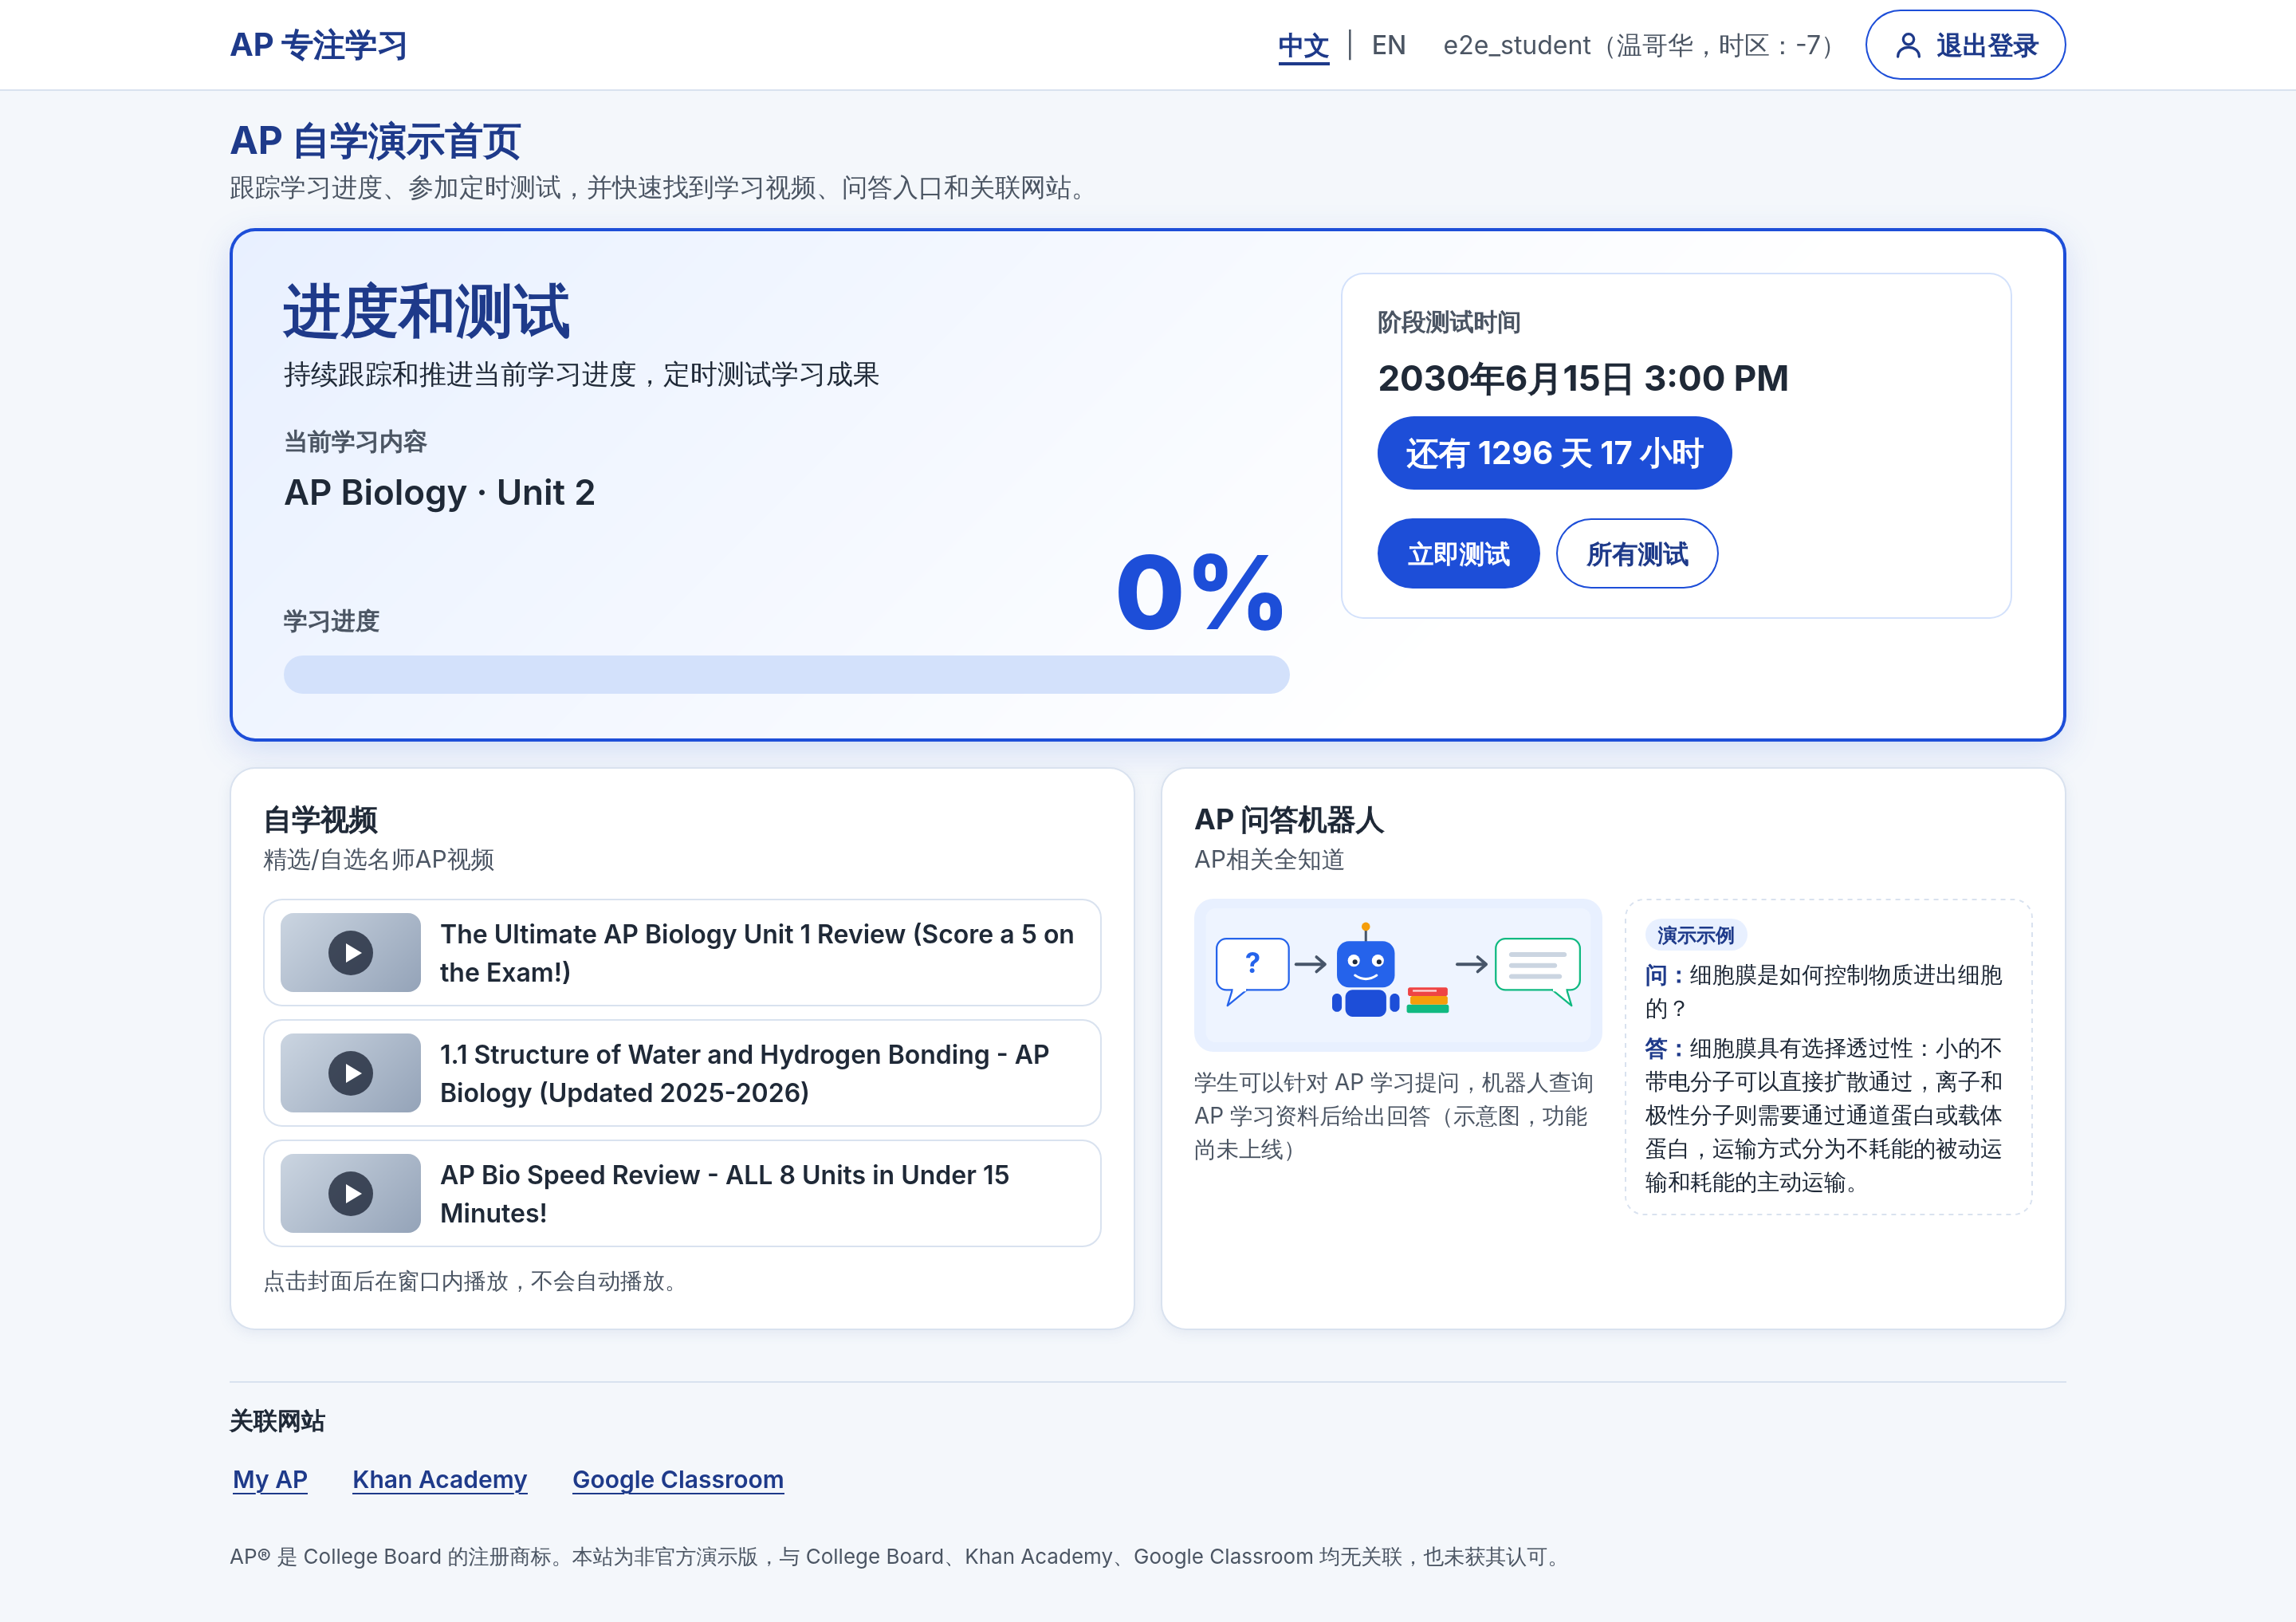 AP 专注学习
中文 | EN e2e_student（温哥华，时区：-7） 退出登录
AP 自学演示首页
跟踪学习进度、参加定时测试，并快速找到学习视频、问答入口和关联网站。
进度和测试
持续跟踪和推进当前学习进度，定时测试学习成果
当前学习内容
AP Biology · Unit 2
学习进度
0%
阶段测试时间
2030年6月15日 3:00 PM
还有 1296 天 17 小时
立即测试 所有测试
自学视频
精选/自选名师AP视频
The Ultimate AP Biology Unit 1 Review (Score a 5 on
the Exam!)
1.1 Structure of Water and Hydrogen Bonding - AP
Biology (Updated 2025-2026)
AP Bio Speed Review - ALL 8 Units in Under 15
Minutes!
点击封面后在窗口内播放，不会自动播放。
AP 问答机器人
AP相关全知道
?
学生可以针对 AP 学习提问，机器人查询
AP 学习资料后给出回答（示意图，功能
尚未上线）
演示示例
问：细胞膜是如何控制物质进出细胞
的？
答：细胞膜具有选择透过性：小的不
带电分子可以直接扩散通过，离子和
极性分子则需要通过通道蛋白或载体
蛋白，运输方式分为不耗能的被动运
输和耗能的主动运输。
关联网站
My AP Khan Academy Google Classroom
AP® 是 College Board 的注册商标。本站为非官方演示版，与 College Board、Khan Academy、Google Classroom 均无关联，也未获其认可。